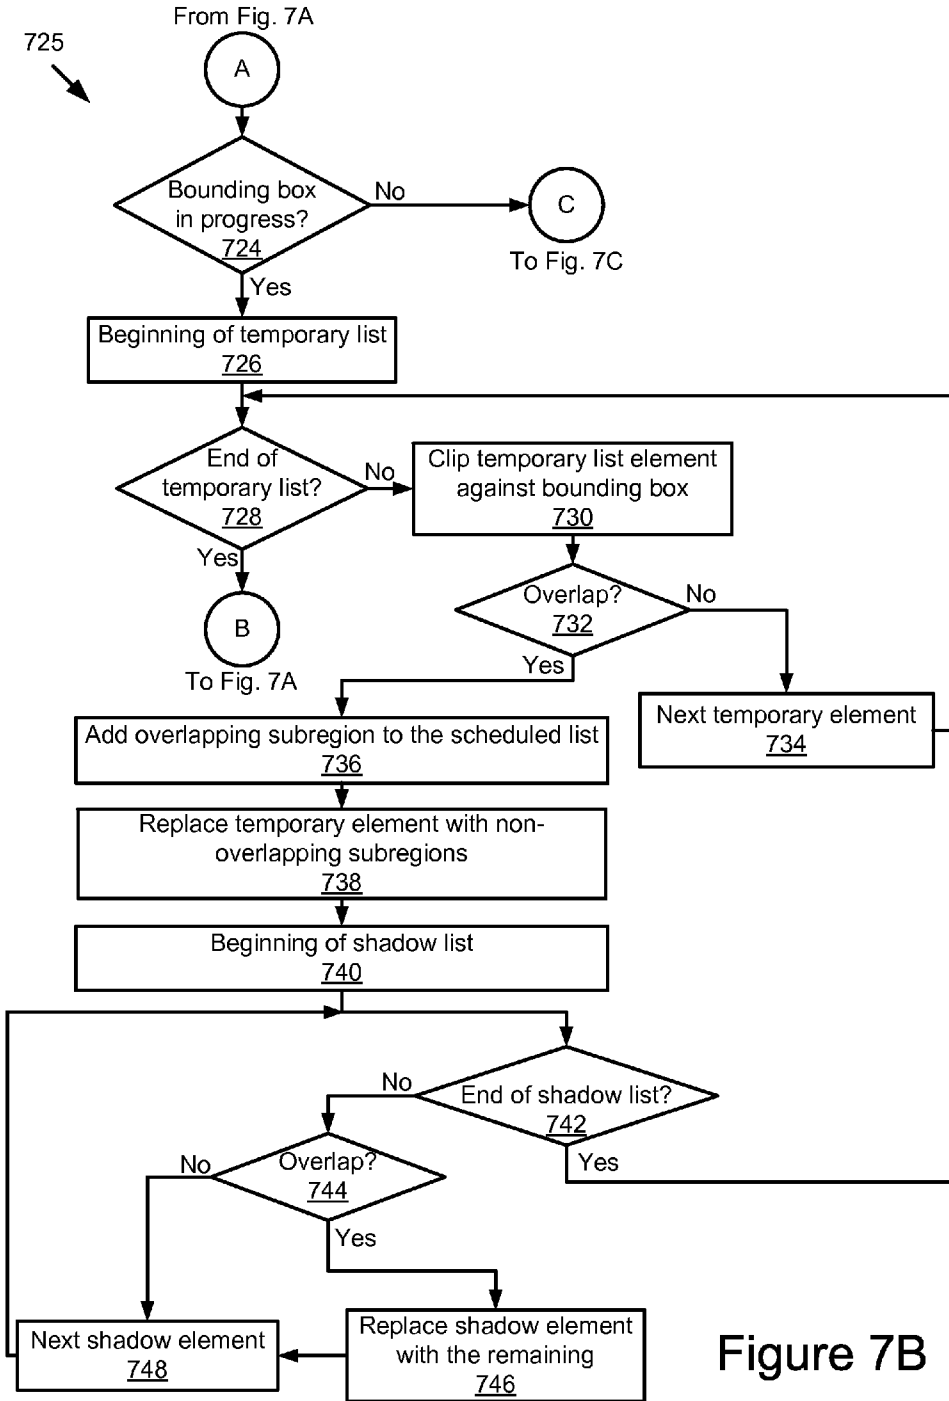 From Fig. 7A
725
A
Bounding box
in progress?
724
No
C
To Fig. 7C
Yes
Beginning of temporary list
726
End of
temporary list?
728
No
Clip temporary list element
against bounding box
730
Yes
B
To Fig. 7A
Overlap?
732
No
Yes
Next temporary element
734
Add overlapping subregion to the scheduled list
736
Replace temporary element with non-
overlapping subregions
738
Beginning of shadow list
740
End of shadow list?
742
No
Yes
Overlap?
744
No
Yes
Next shadow element
748
Replace shadow element
with the remaining
746
Figure 7B